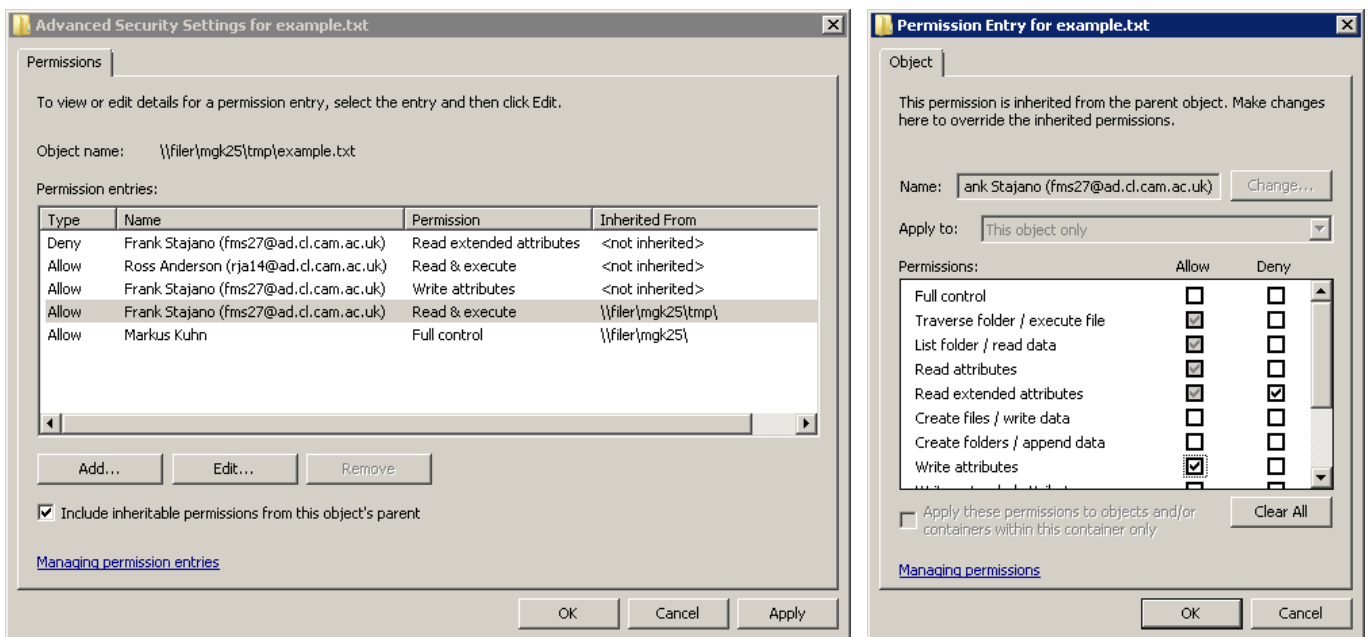 Advanced Security Settings for example.txt
Permissions
To view or edit details for a permission entry, select the entry and then click Edit.
Object name: \\filer\mgk25\tmp\example.txt
Permission entries:
Type Name Permission Inherited From
Deny Frank Stajano (fms27@ad.cl.cam.ac.uk) Read extended attributes <not inherited>
Allow Ross Anderson (rja14@ad.cl.cam.ac.uk) Read & execute <not inherited>
Allow Frank Stajano (fms27@ad.cl.cam.ac.uk) Write attributes <not inherited>
Allow Frank Stajano (fms27@ad.cl.cam.ac.uk) Read & execute \\filer\mgk25\tmp\
Allow Markus Kuhn Full control \\filer\mgk25\
Add... Edit... Remove
Include inheritable permissions from this object's parent
Managing permission entries
OK Cancel Apply
Permission Entry for example.txt
Object
This permission is inherited from the parent object. Make changes
here to override the inherited permissions.
Name: ank Stajano (fms27@ad.cl.cam.ac.uk) Change...
Apply to: This object only
Permissions: Allow Deny
Full control
Traverse folder / execute file
List folder / read data
Read attributes
Read extended attributes
Create files / write data
Create folders / append data
Write attributes
Apply these permissions to objects and/or
containers within this container only
Clear All
Managing permissions
OK Cancel